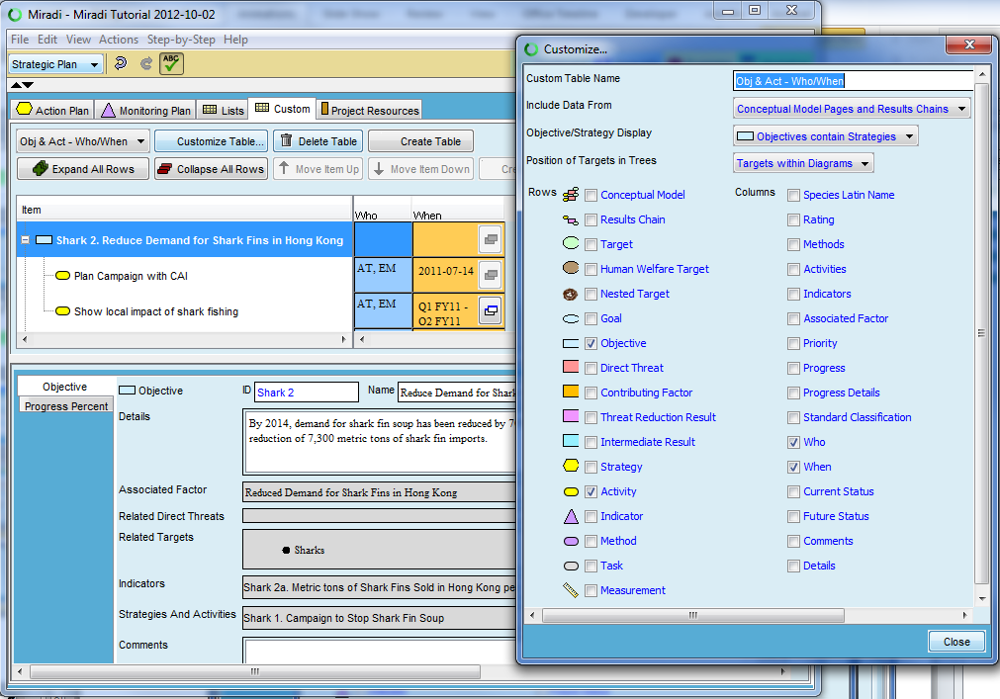 Miradi - Miradi Tutorial 2012-10-02
File Edit View Actions Step-by-Step Help
Strategic Plan
ABC
Action Plan Monitoring Plan Lists Custom Project Resources
Obj & Act - Who/When Customize Table... Delete Table Create Table
Expand All Rows Collapse All Rows Move Item Up Move Item Down Cre
Item Who When
Shark 2. Reduce Demand for Shark Fins in Hong Kong
Plan Campaign with CAI AT, EM 2011-07-14
Show local impact of shark fishing AT, EM Q1 FY11 -
Q2 FY11
Objective
Progress Percent
Objective ID Shark 2 Name Reduce Demand for Shark
Details
By 2014, demand for shark fin soup has been reduced by 7
reduction of 7,300 metric tons of shark fin imports.
Associated Factor Reduced Demand for Shark Fins in Hong Kong
Related Direct Threats
Related Targets
Sharks
Indicators Shark 2a. Metric tons of Shark Fins Sold in Hong Kong pe
Strategies And Activities Shark 1. Campaign to Stop Shark Fin Soup
Comments
Customize...
Custom Table Name Obj & Act - Who/When
Include Data From Conceptual Model Pages and Results Chains
Objective/Strategy Display Objectives contain Strategies
Position of Targets in Trees Targets within Diagrams
Rows Conceptual Model Columns Species Latin Name
Results Chain Rating
Target Methods
Human Welfare Target Activities
Nested Target Indicators
Goal Associated Factor
Objective Priority
Direct Threat Progress
Contributing Factor Progress Details
Threat Reduction Result Standard Classification
Intermediate Result Who
Strategy When
Activity Current Status
Indicator Future Status
Method Comments
Task Details
Measurement
Close